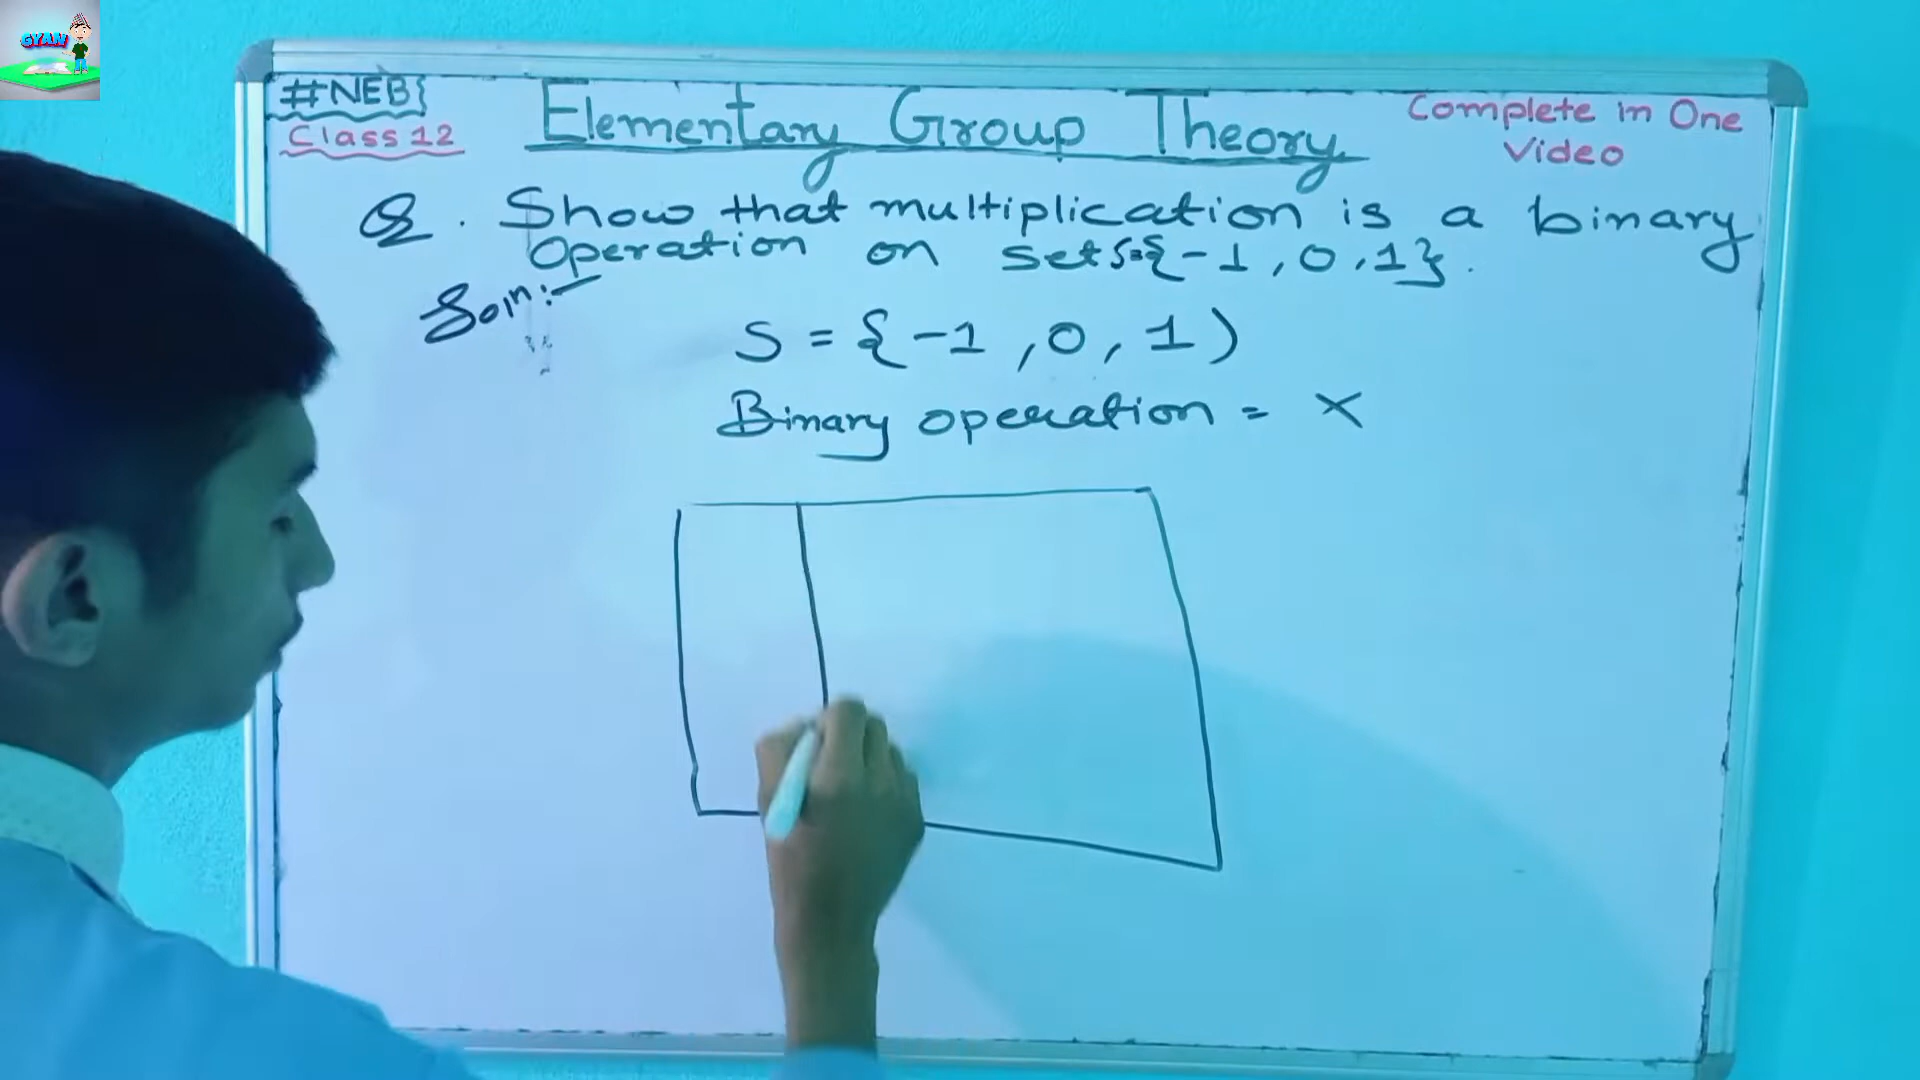 GYAN
#NEB{
Class 12
Elementary Group Theory
Complete in One
Video
Q. Show that multiplication is a binary
operation on set S={-1,0,1}.
Soln:-
S = {-1,0,1)
Binary operation = ×